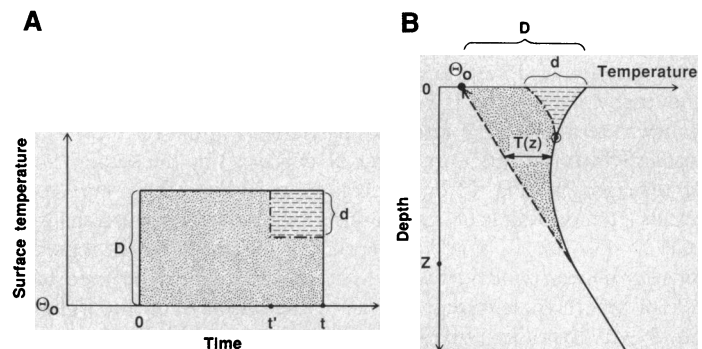 A
Surface temperature
D
d
Θo
0
t'
t
Time
B
D
d
Θo
Temperature
0
T(z)
Depth
Z